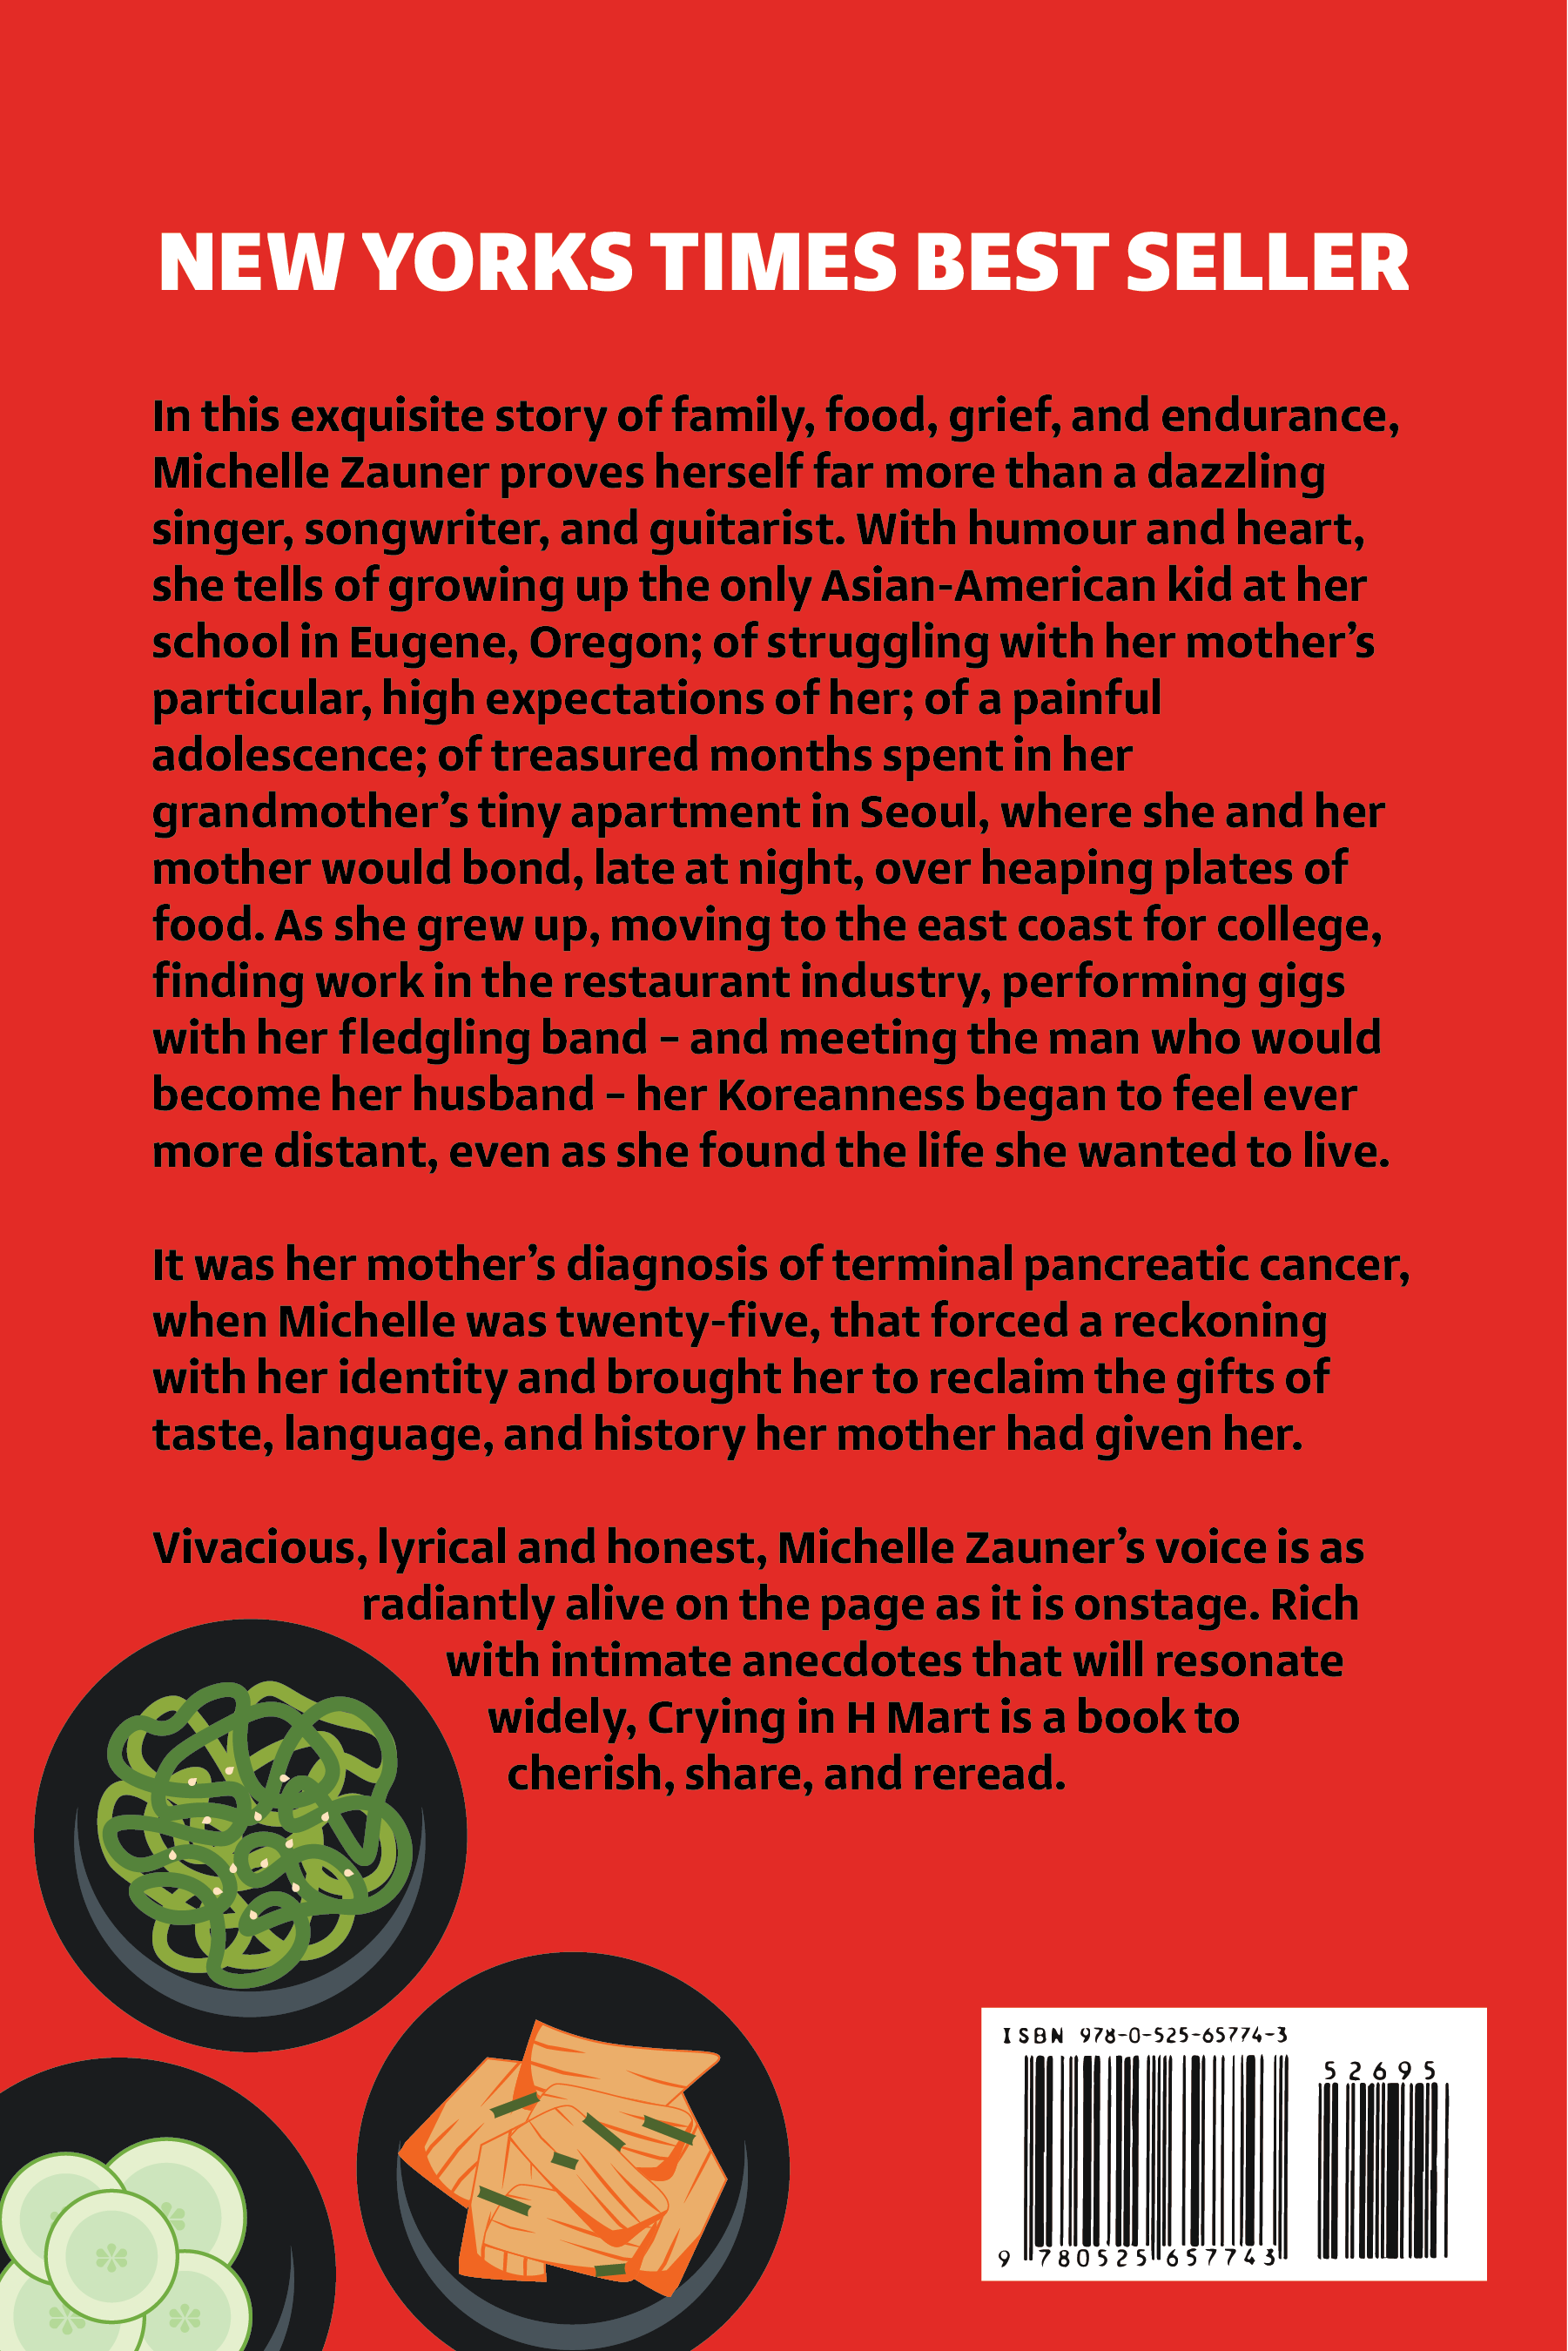 NEW YORKS TIMES BEST SELLER
In this exquisite story of family, food, grief, and endurance,
Michelle Zauner proves herself far more than a dazzling
singer, songwriter, and guitarist. With humour and heart,
she tells of growing up the only Asian-American kid at her
school in Eugene, Oregon; of struggling with her mother’s
particular, high expectations of her; of a painful
adolescence; of treasured months spent in her
grandmother’s tiny apartment in Seoul, where she and her
mother would bond, late at night, over heaping plates of
food. As she grew up, moving to the east coast for college,
finding work in the restaurant industry, performing gigs
with her fledgling band – and meeting the man who would
become her husband – her Koreanness began to feel ever
more distant, even as she found the life she wanted to live.
It was her mother’s diagnosis of terminal pancreatic cancer,
when Michelle was twenty-five, that forced a reckoning
with her identity and brought her to reclaim the gifts of
taste, language, and history her mother had given her.
Vivacious, lyrical and honest, Michelle Zauner’s voice is as
radiantly alive on the page as it is onstage. Rich
with intimate anecdotes that will resonate
widely, Crying in H Mart is a book to
cherish, share, and reread.
ISBN 978-0-525-65774-3
52695
9 780525 657743